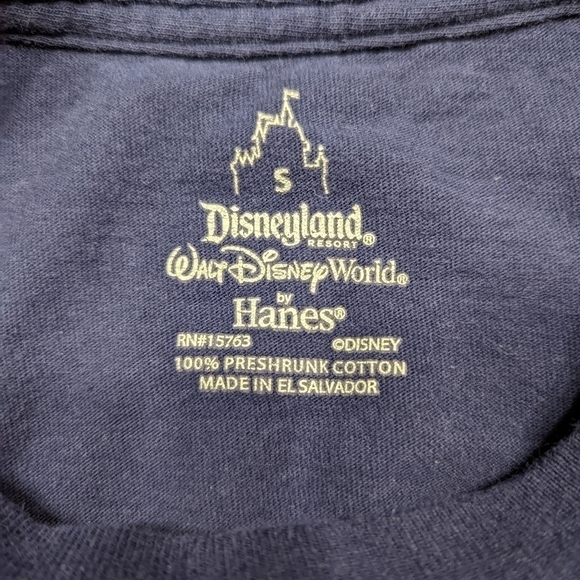 S
Disneyland®
RESORT
Walt Disney World®
by
Hanes®
RN#15763 ©DISNEY
100% PRESHRUNK COTTON
MADE IN EL SALVADOR